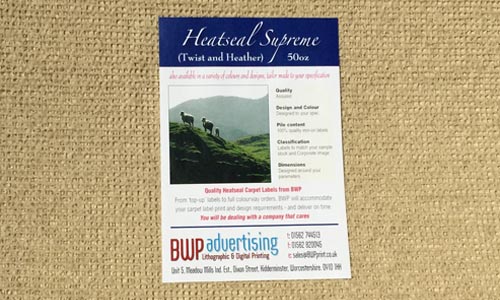 Heatseal Supreme
(Twist and Heather) 50oz
also available in a variety of colours and designs, tailor made to your specification
Quality
Assured
Design and Colour
Designed to your spec.
Pile content
100% quality mix on labels
Classification
Labels to match your sample
book and Corporate Image
Dimensions
Designed around your
parameters
Quality Heatseal Carpet Labels from BWP
From 'top-up' labels to full colourway orders, BWP will accommodate
your carpet label print and design requirements - and deliver on time.
You will be dealing with a company that cares
BWP advertising
Lithographic & Digital Printing
t: 01562 744513
f: 01562 820045
e: sales@BWPprint.co.uk
Unit 5, Meadow Mills Ind. Est., Dixon Street, Kidderminster, Worcestershire. DY10 1HH